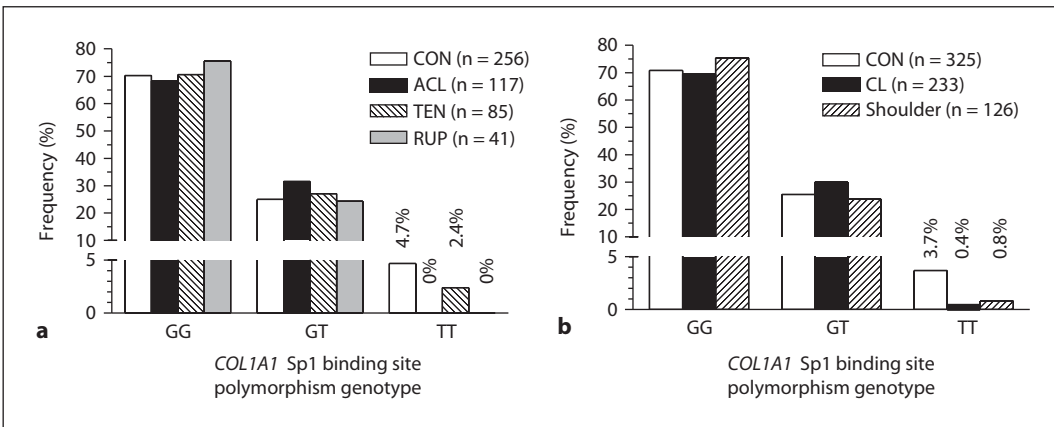 80
70
60
50
40
30
20
10
5
0
Frequency (%)
CON (n = 256)
ACL (n = 117)
TEN (n = 85)
RUP (n = 41)
4.7%
0%
2.4%
0%
GG
GT
TT
a
COL1A1 Sp1 binding site
polymorphism genotype
80
70
60
50
40
30
20
10
5
0
Frequency (%)
CON (n = 325)
CL (n = 233)
Shoulder (n = 126)
3.7%
0.4%
0.8%
GG
GT
TT
b
COL1A1 Sp1 binding site
polymorphism genotype